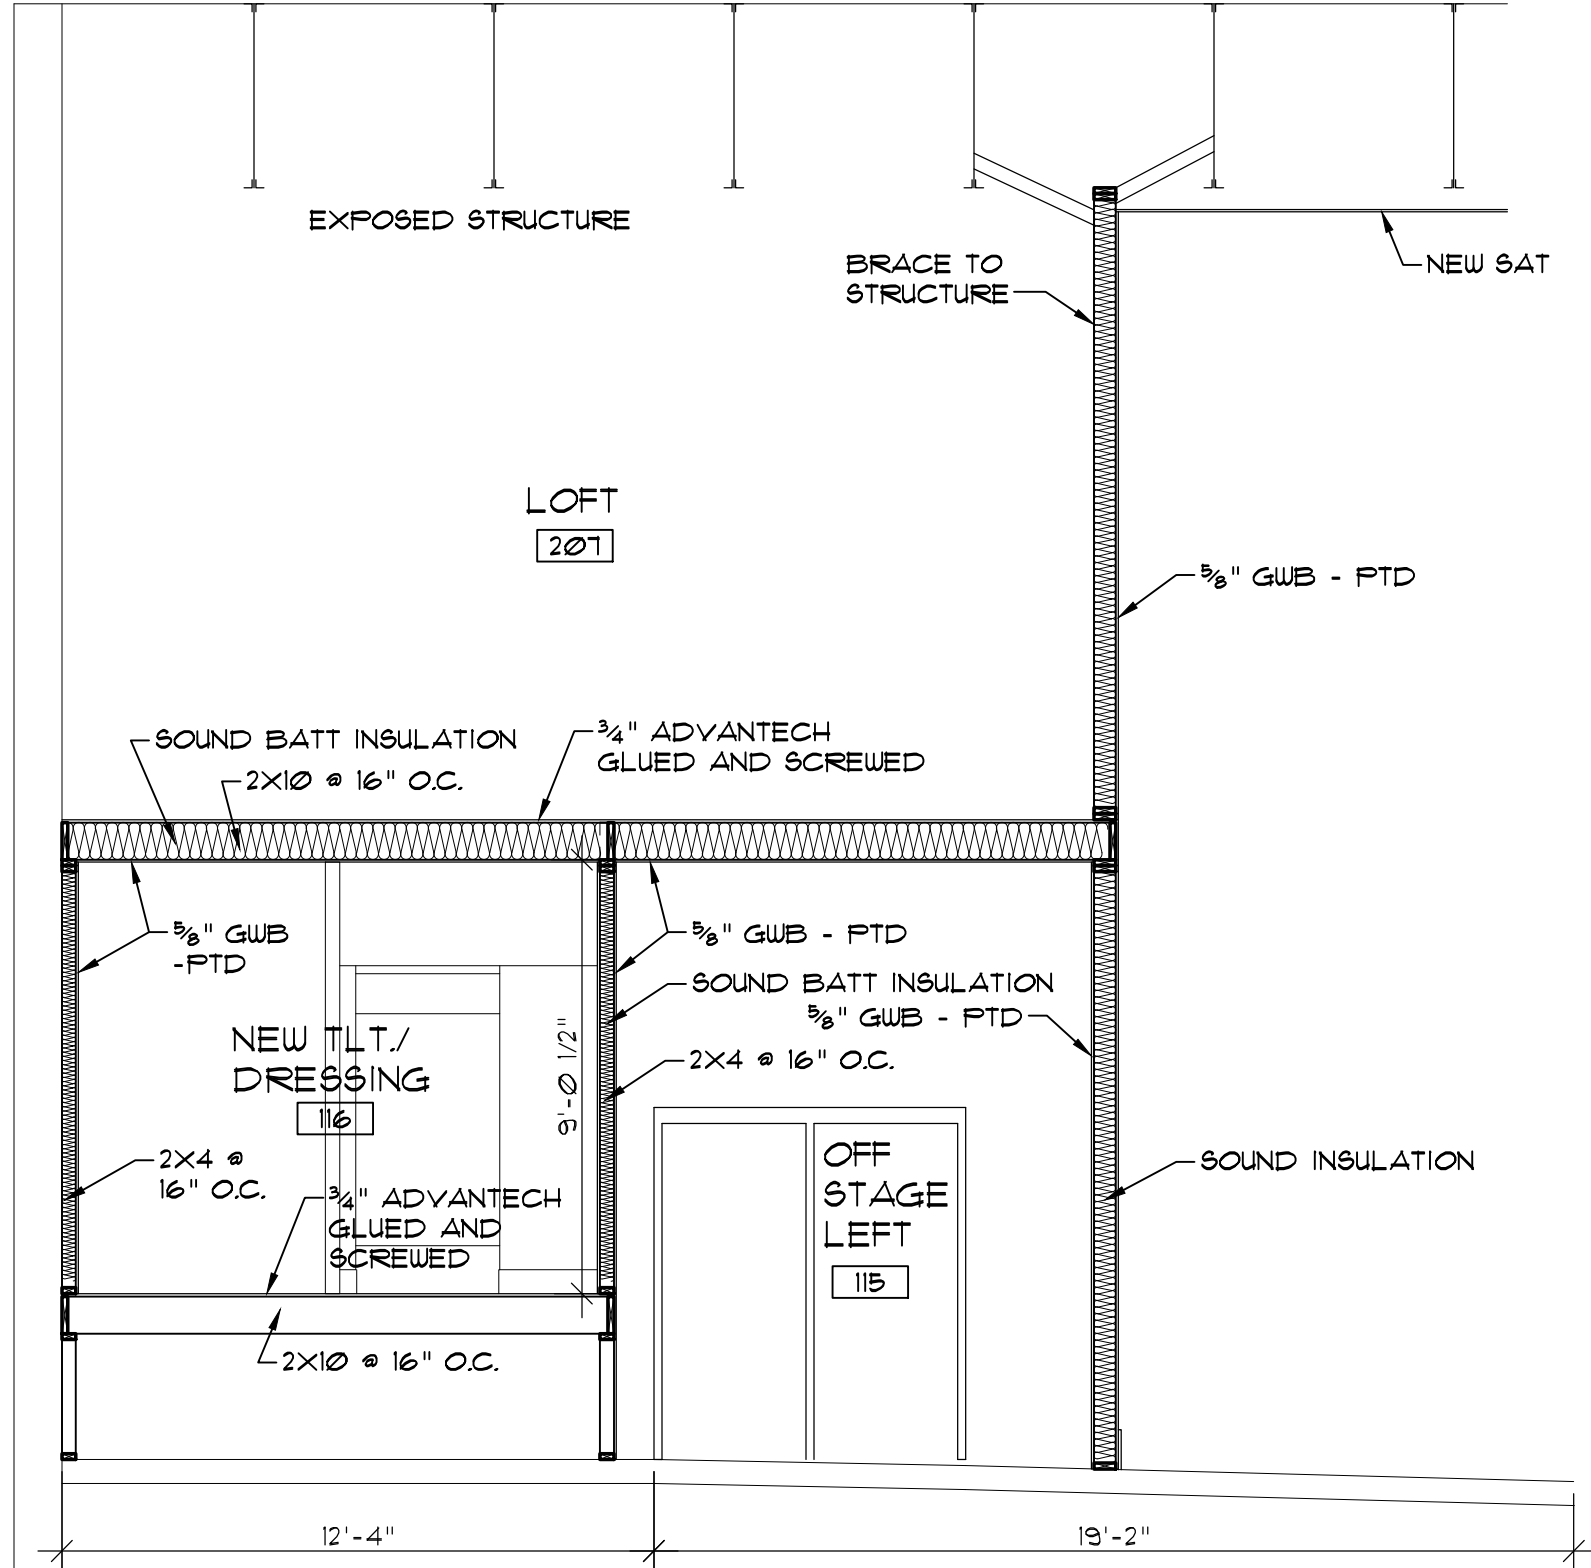 EXPOSED STRUCTURE
BRACE TO
STRUCTURE
NEW SAT
LOFT
207
5/8" GWB - PTD
SOUND BATT INSULATION
2X10 @ 16" O.C.
3/4" ADVANTECH
GLUED AND SCREWED
5/8" GWB
-PTD
5/8" GWB - PTD
SOUND BATT INSULATION
5/8" GWB - PTD
2X4 @ 16" O.C.
NEW TLT./
DRESSING
116
9'-0 1/2"
2X4 @
16" O.C.
3/4" ADVANTECH
GLUED AND
SCREWED
2X10 @ 16" O.C.
OFF
STAGE
LEFT
115
SOUND INSULATION
12'-4"
19'-2"